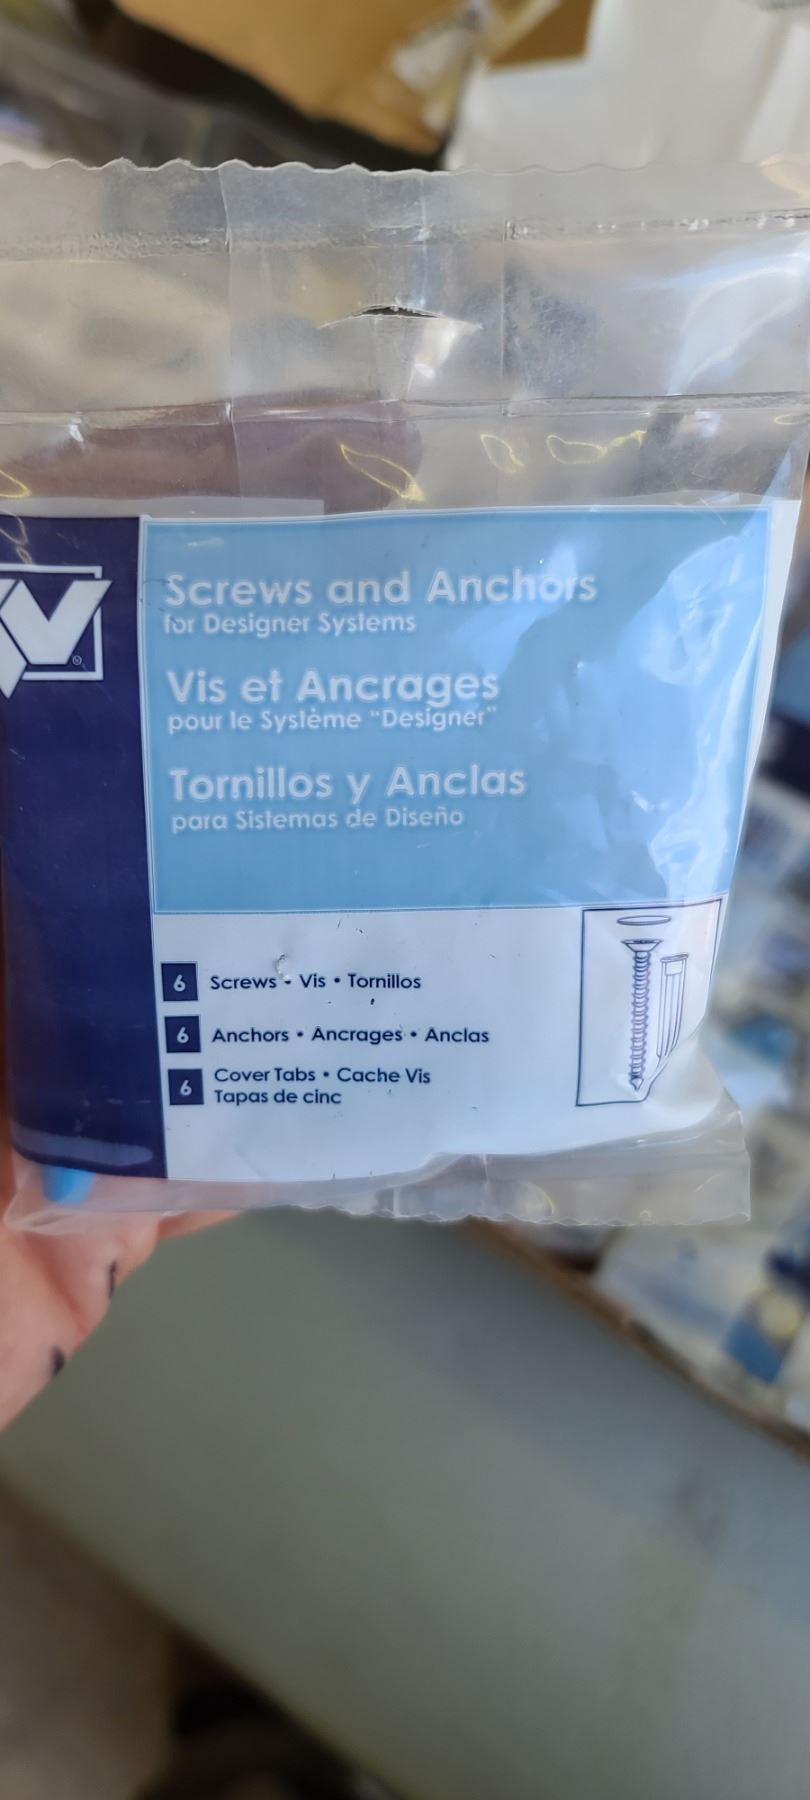 V®
Screws and Anchors
for Designer Systems
Vis et Ancrages
pour le Système "Designer"
Tornillos y Anclas
para Sistemas de Diseño
6 Screws • Vis • Tornillos
6 Anchors • Ancrages • Anclas
6 Cover Tabs • Cache Vis
Tapas de cinc